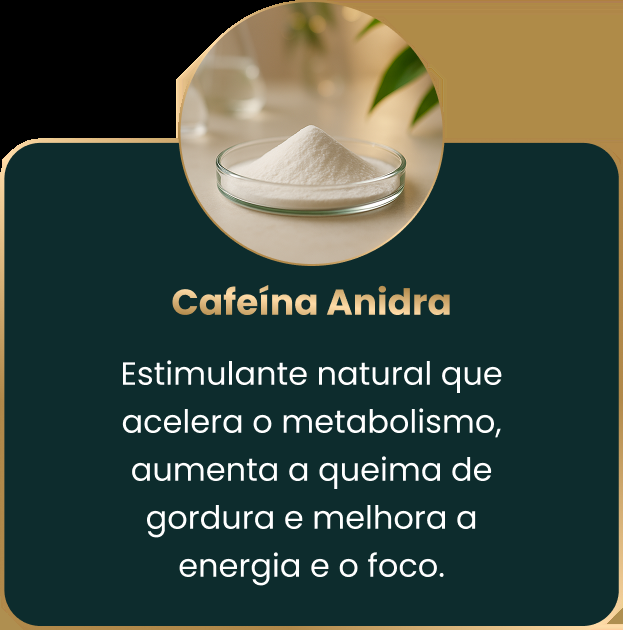 Cafeína Anidra
Estimulante natural que
acelera o metabolismo,
aumenta a queima de
gordura e melhora a
energia e o foco.